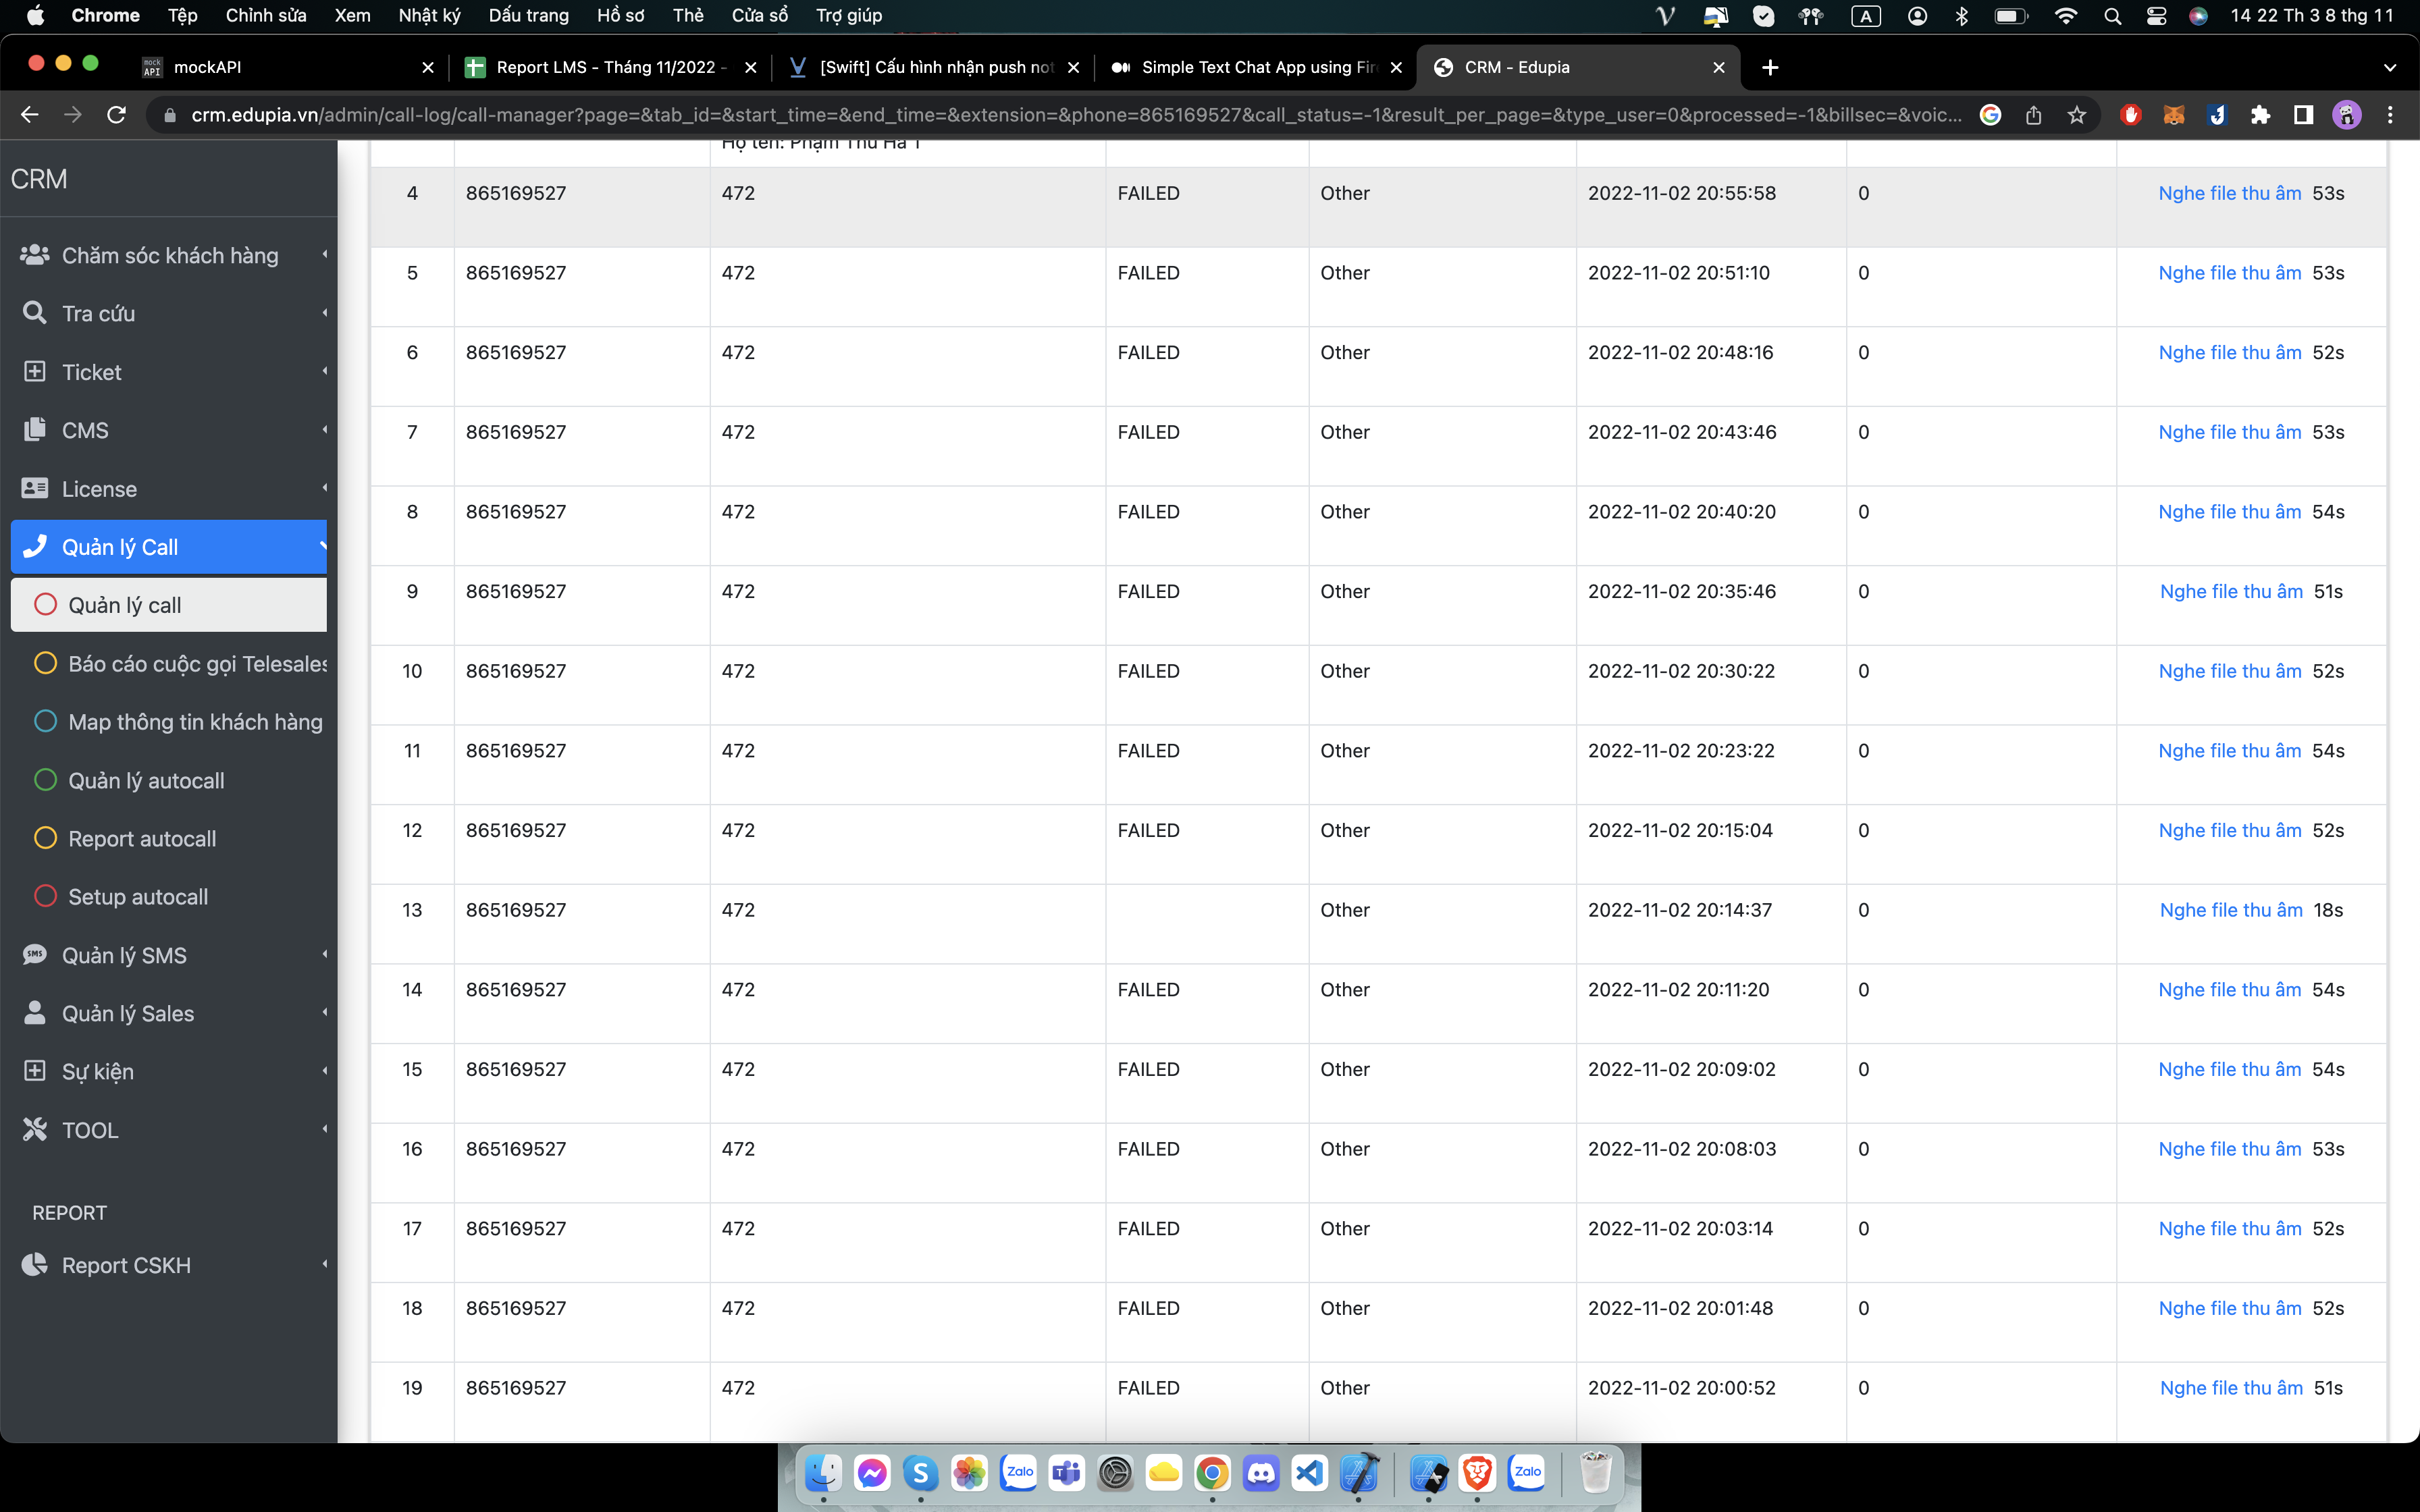 Chrome Tệp Chỉnh sửa Xem Nhật ký Dấu trang Hồ sơ Thẻ Cửa sổ Trợ giúp A 14 22 Th 3 8 thg 11
mock API mockAPI Report LMS - Tháng 11/2022 - [Swift] Cấu hình nhận push not Simple Text Chat App using Fir CRM - Edupia
crm.edupia.vn/admin/call-log/call-manager?page=&tab_id=&start_time=&end_time=&extension=&phone=865169527&call_status=-1&result_per_page=&type_user=0&processed=-1&billsec=&voic...
CRM
Chăm sóc khách hàng
Tra cứu
Ticket
CMS
License
Quản lý Call
Quản lý call
Báo cáo cuộc gọi Telesales
Map thông tin khách hàng
Quản lý autocall
Report autocall
Setup autocall
SMS Quản lý SMS
Quản lý Sales
Sự kiện
TOOL
REPORT
Report CSKH
Họ tên: Phạm Thu Hà 1
4 865169527 472 FAILED Other 2022-11-02 20:55:58 0 Nghe file thu âm 53s
5 865169527 472 FAILED Other 2022-11-02 20:51:10 0 Nghe file thu âm 53s
6 865169527 472 FAILED Other 2022-11-02 20:48:16 0 Nghe file thu âm 52s
7 865169527 472 FAILED Other 2022-11-02 20:43:46 0 Nghe file thu âm 53s
8 865169527 472 FAILED Other 2022-11-02 20:40:20 0 Nghe file thu âm 54s
9 865169527 472 FAILED Other 2022-11-02 20:35:46 0 Nghe file thu âm 51s
10 865169527 472 FAILED Other 2022-11-02 20:30:22 0 Nghe file thu âm 52s
11 865169527 472 FAILED Other 2022-11-02 20:23:22 0 Nghe file thu âm 54s
12 865169527 472 FAILED Other 2022-11-02 20:15:04 0 Nghe file thu âm 52s
13 865169527 472 Other 2022-11-02 20:14:37 0 Nghe file thu âm 18s
14 865169527 472 FAILED Other 2022-11-02 20:11:20 0 Nghe file thu âm 54s
15 865169527 472 FAILED Other 2022-11-02 20:09:02 0 Nghe file thu âm 54s
16 865169527 472 FAILED Other 2022-11-02 20:08:03 0 Nghe file thu âm 53s
17 865169527 472 FAILED Other 2022-11-02 20:03:14 0 Nghe file thu âm 52s
18 865169527 472 FAILED Other 2022-11-02 20:01:48 0 Nghe file thu âm 52s
19 865169527 472 FAILED Other 2022-11-02 20:00:52 0 Nghe file thu âm 51s
Zalo Zalo